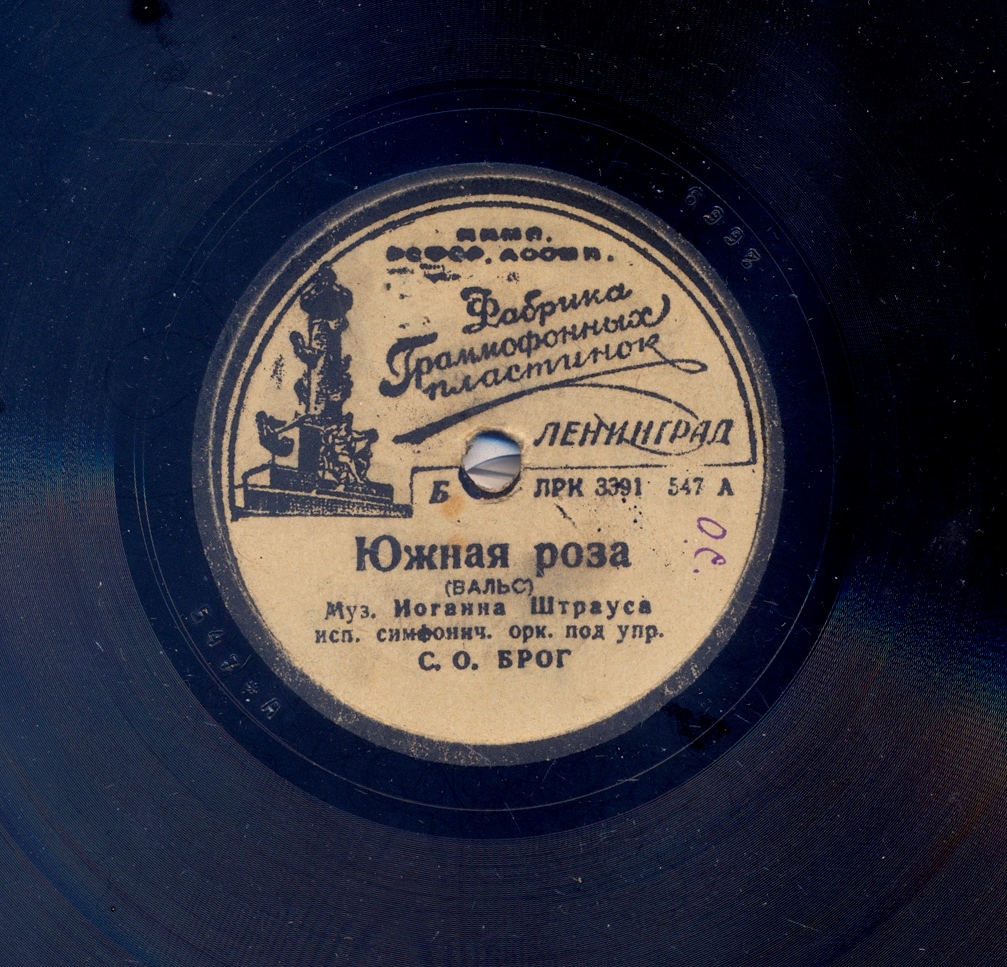 Фабрика
Граммофонных
пластинок
ЛЕНИНГРАД
Б ЛРК 3391 547 А
О.С.
Южная роза
(ВАЛЬС)
Муз. Иоганна Штрауса
исп. симфонич. орк. под упр.
С. О. БРОГ
547*А